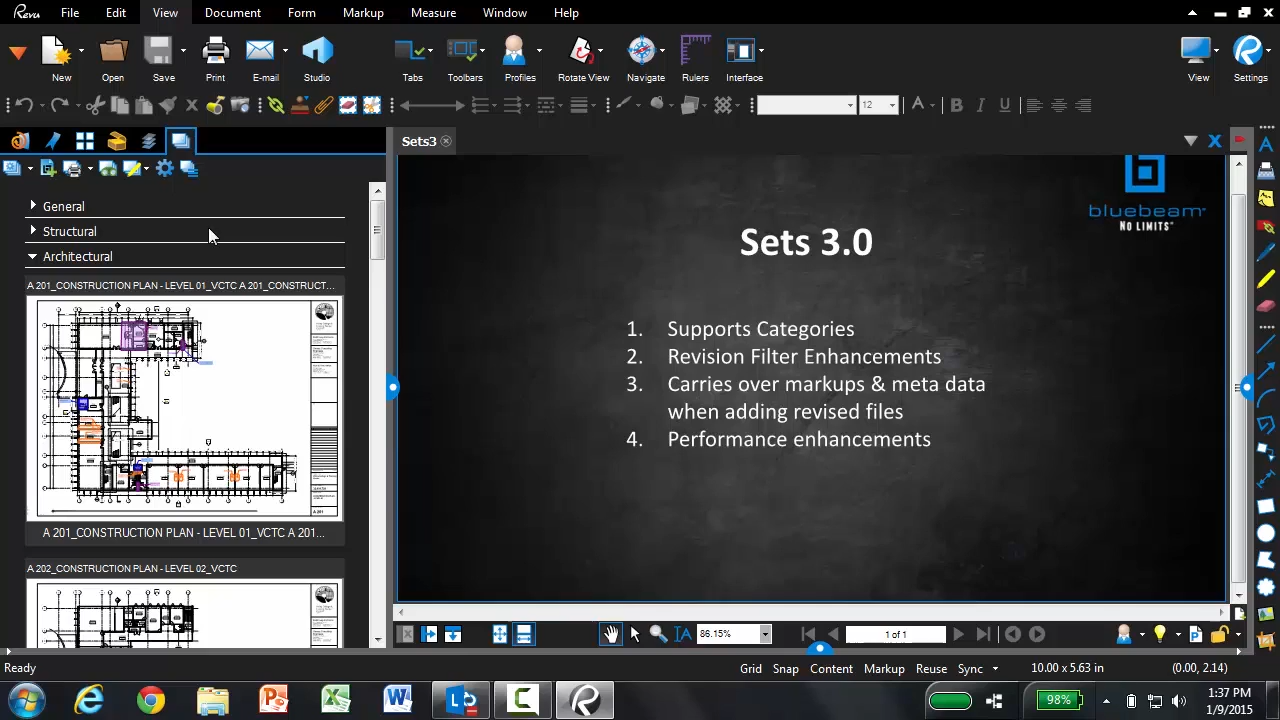 Revu File Edit View Document Form Markup Measure Window Help
New Open Save Print E-mail Studio Tabs Toolbars Profiles Rotate View Navigate Rulers Interface View Settings
12 A B I U
Sets3
General
Structural
Architectural
A 201_CONSTRUCTION PLAN - LEVEL 01_VCTC A 201_CONSTRUCT...
A 201_CONSTRUCTION PLAN - LEVEL 01_VCTC A 201...
A 202_CONSTRUCTION PLAN - LEVEL 02_VCTC
bluebeam
NO LIMITS
Sets 3.0
1. Supports Categories
2. Revision Filter Enhancements
3. Carries over markups & meta data
when adding revised files
4. Performance enhancements
86.15% 1 of 1
Ready Grid Snap Content Markup Reuse Sync 10.00 x 5.63 in (0.00, 2.14)
98% 1:37 PM
1/9/2015